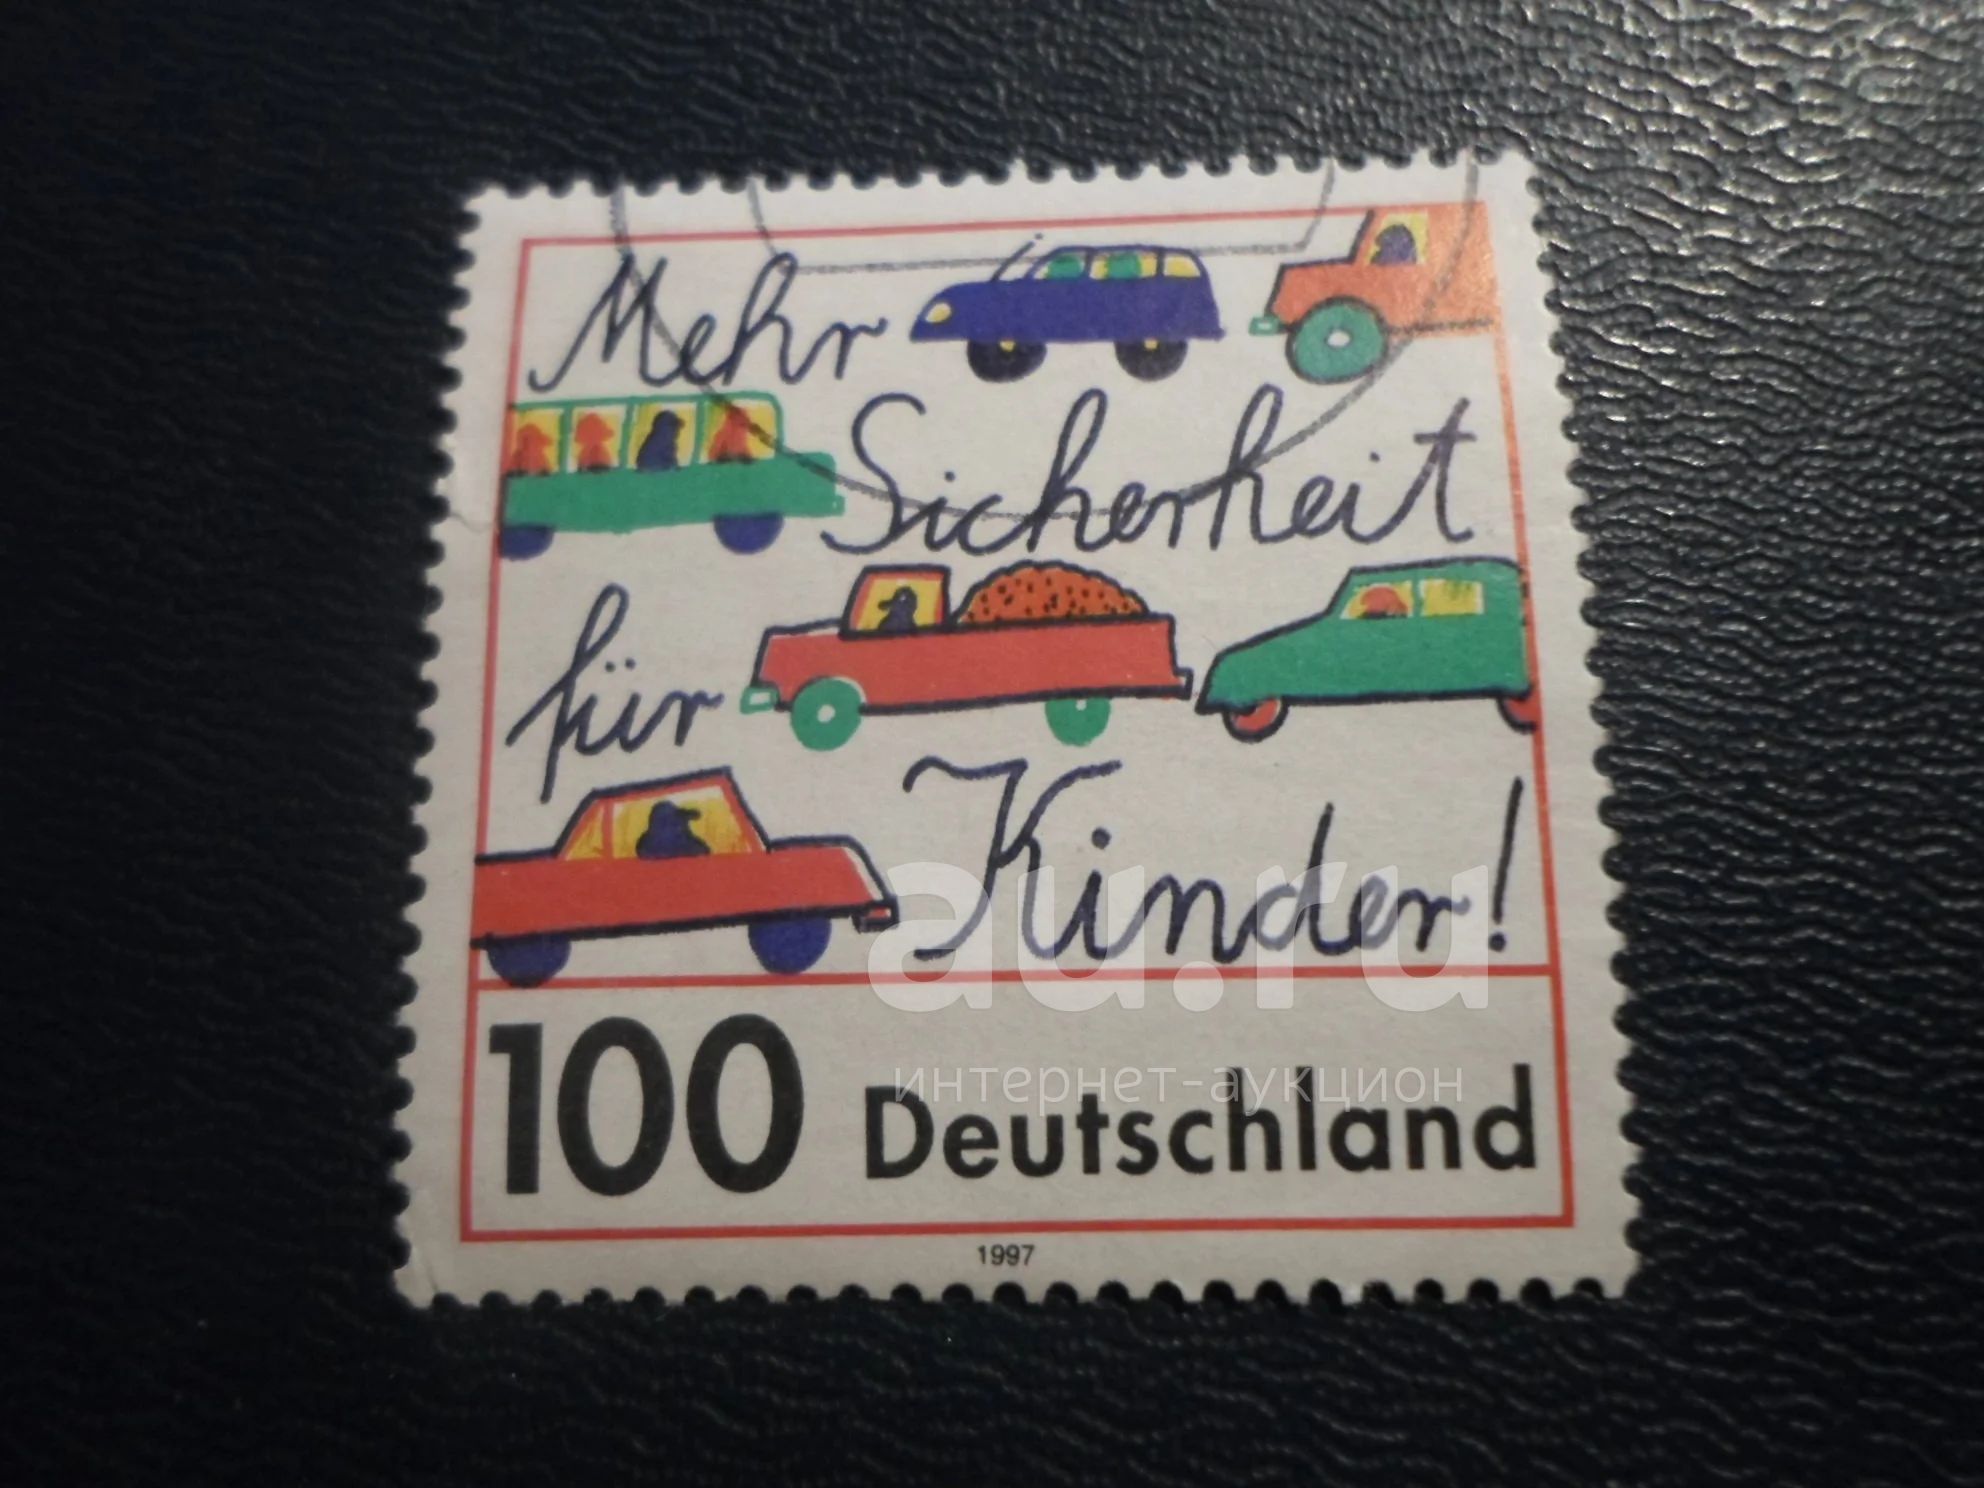 Mehr
Sicherheit
für
Kinder!
au.ru
интернет-аукцион
100 Deutschland
1997